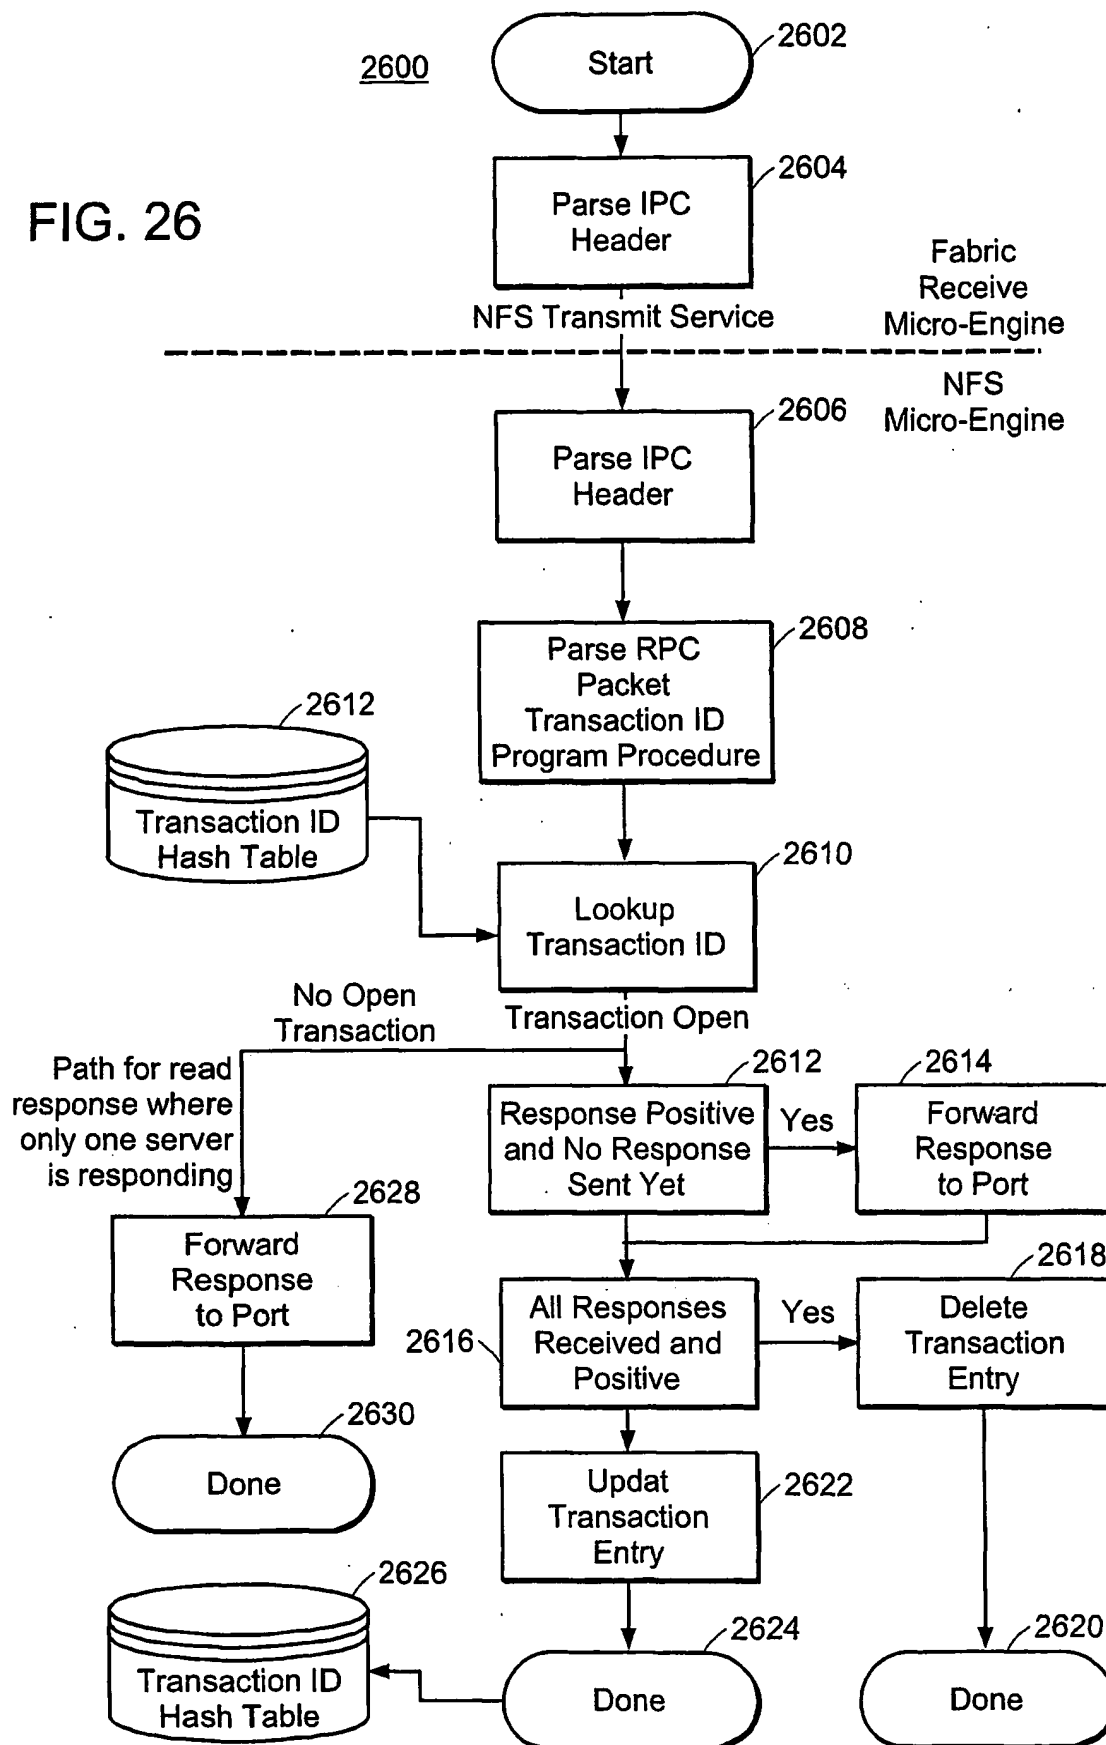 2602
Start
2600
2604
Parse IPC
Header
FIG. 26
Fabric
Receive
Micro-Engine
NFS Transmit Service
NFS
Micro-Engine
2606
Parse IPC
Header
2608
Parse RPC
Packet
Transaction ID
Program Procedure
2612
Transaction ID
Hash Table
2610
Lookup
Transaction ID
No Open
Transaction
Transaction Open
Path for read
response where
only one server
is responding
2612
Response Positive
and No Response
Sent Yet
Yes
2614
Forward
Response
to Port
2628
Forward
Response
to Port
2616
All Responses
Received and
Positive
Yes
2618
Delete
Transaction
Entry
2630
Done
2622
Updat
Transaction
Entry
2626
Transaction ID
Hash Table
2624
Done
2620
Done